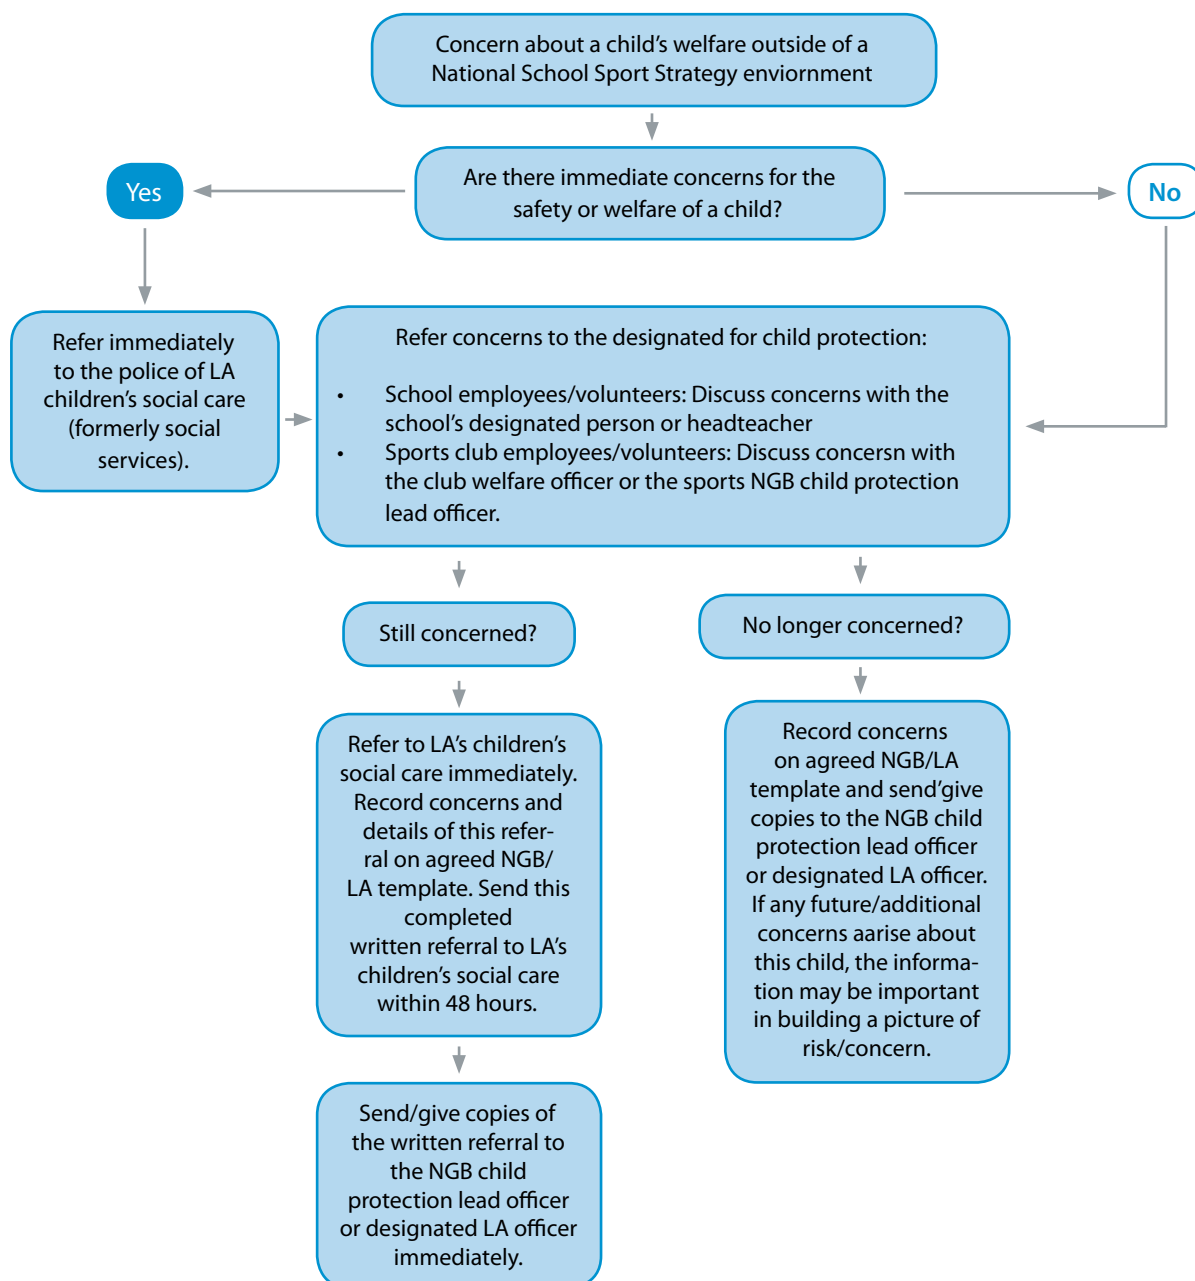 Concern about a child’s welfare outside of a
National School Sport Strategy enviornment
Are there immediate concerns for the
safety or welfare of a child?
Yes
No
Refer immediately
to the police of LA
children’s social care
(formerly social
services).
Refer concerns to the designated for child protection:
• School employees/volunteers: Discuss concerns with the
school’s designated person or headteacher
• Sports club employees/volunteers: Discuss concersn with
the club welfare officer or the sports NGB child protection
lead officer.
Still concerned?
No longer concerned?
Refer to LA’s children’s
social care immediately.
Record concerns and
details of this refer-
ral on agreed NGB/
LA template. Send this
completed
written referral to LA’s
children’s social care
within 48 hours.
Record concerns
on agreed NGB/LA
template and send’give
copies to the NGB child
protection lead officer
or designated LA officer.
If any future/additional
concerns aarise about
this child, the informa-
tion may be important
in building a picture of
risk/concern.
Send/give copies of
the written referral to
the NGB child
protection lead officer
or designated LA officer
immediately.